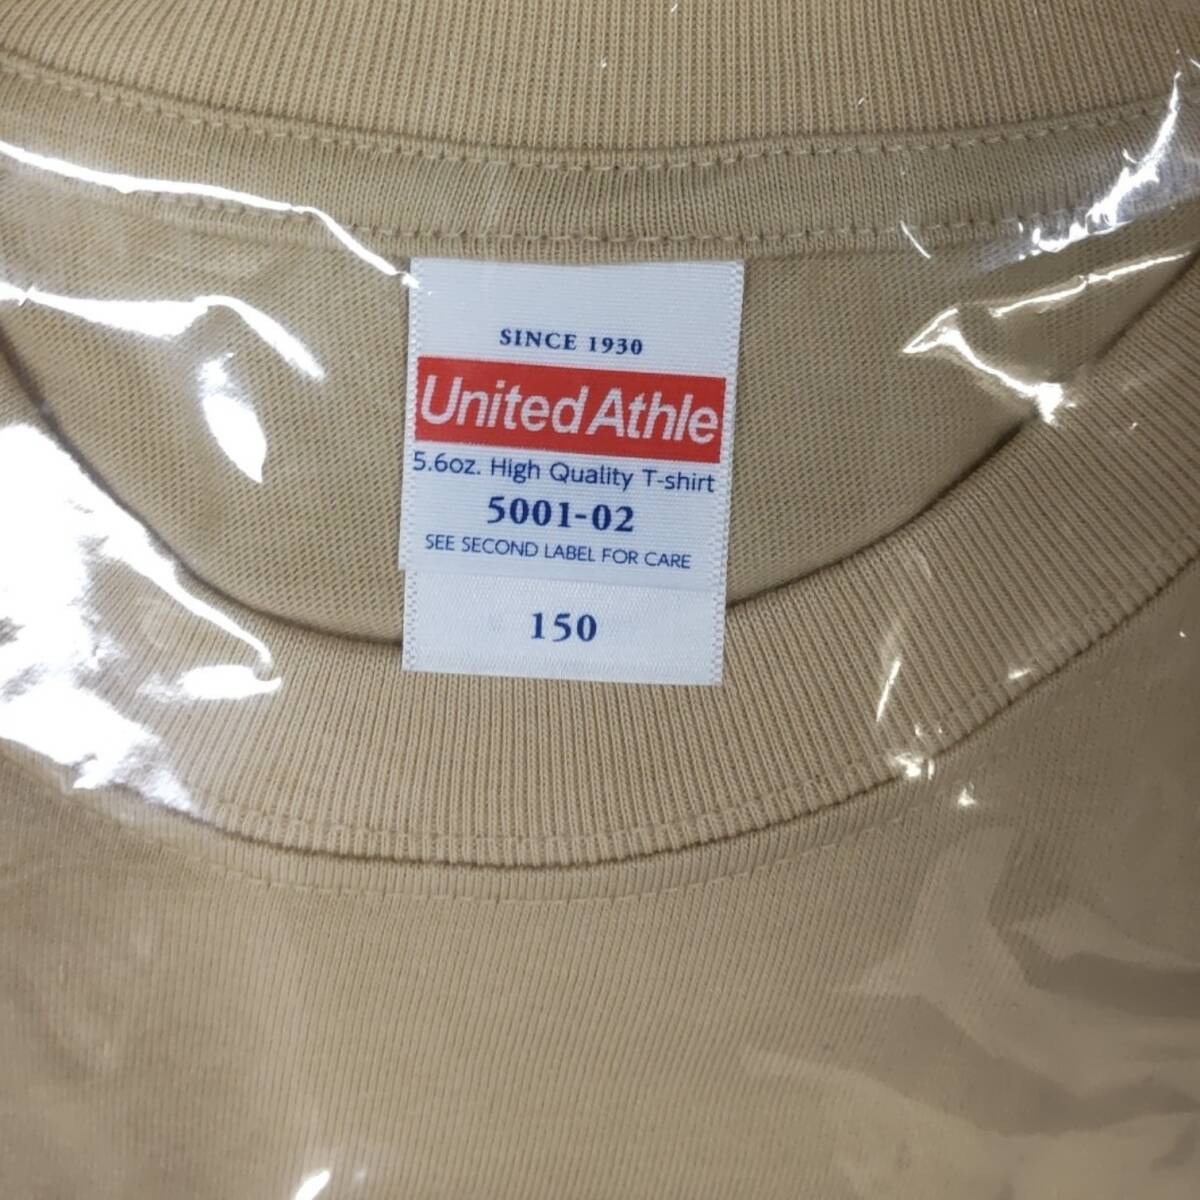 SINCE 1930
United Athle
5.6oz. High Quality T-shirt
5001-02
SEE SECOND LABEL FOR CARE
150